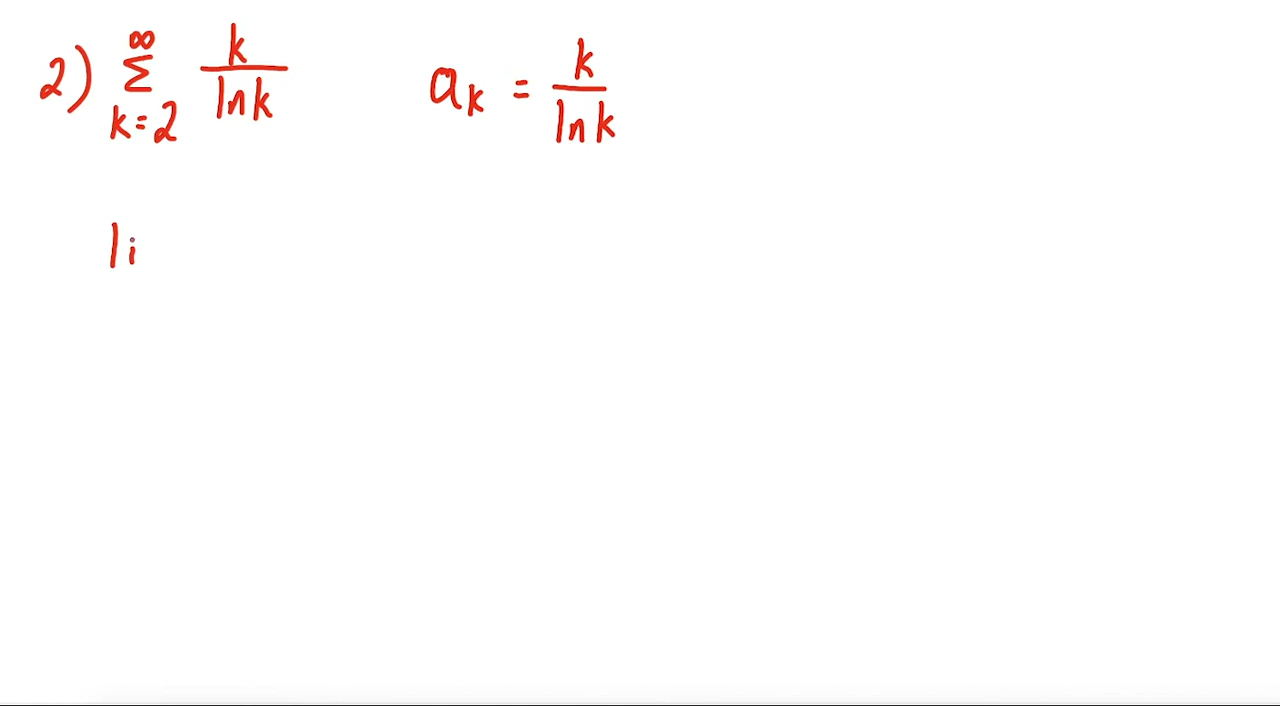 2) ∞ Σ k=2 k/ln k    a_k = k/ln k
li